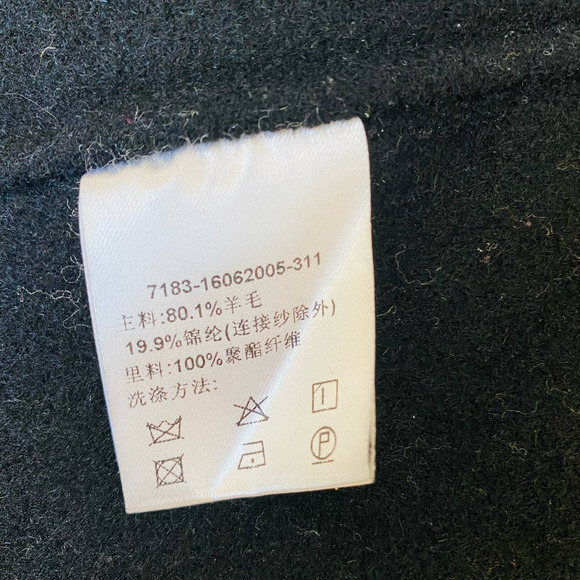 7183-16062005-311
主料:80.1%羊毛
19.9%锦纶(连接纱除外)
里料:100%聚酯纤维
洗涤方法:
P